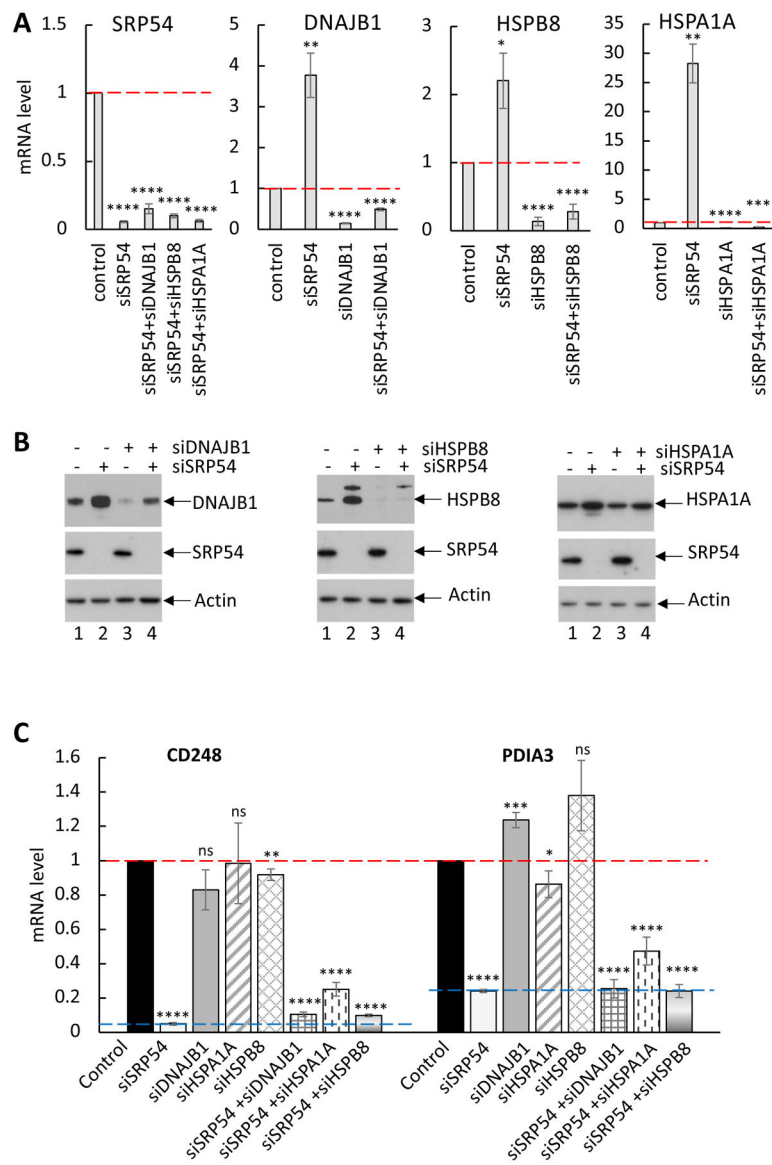 A
SRP54
DNAJB1
HSPB8
HSPA1A
mRNA level
1.5
1
0.5
0
****
****
****
****
control
siSRP54
siSRP54+siDNAJB1
siSRP54+siHSPB8
siSRP54+siHSPA1A
5
4
3
2
1
0
**
****
****
control
siSRP54
siDNAJB1
siSRP54+siDNAJB1
3
2
1
0
*
****
****
control
siSRP54
siHSPB8
siSRP54+siHSPB8
35
30
25
20
15
10
5
0
**
****
***
control
siSRP54
siHSPA1A
siSRP54+siHSPA1A
B
- - + + siDNAJB1
- + - + siSRP54
DNAJB1
SRP54
Actin
1 2 3 4
- - + + siHSPB8
- + - + siSRP54
HSPB8
SRP54
Actin
1 2 3 4
- - + + siHSPA1A
- + - + siSRP54
HSPA1A
SRP54
Actin
1 2 3 4
C
CD248
PDIA3
mRNA level
1.6
1.4
1.2
1
0.8
0.6
0.4
0.2
0
****
ns
ns
**
****
****
****
****
***
*
ns
****
****
****
Control
siSRP54
siDNAJB1
siHSPA1A
siHSPB8
siSRP54 +siDNAJB1
siSRP54 +siHSPA1A
siSRP54 +siHSPB8
Control
siSRP54
siDNAJB1
siHSPA1A
siHSPB8
siSRP54 +siDNAJB1
siSRP54 +siHSPA1A
siSRP54 +siHSPB8